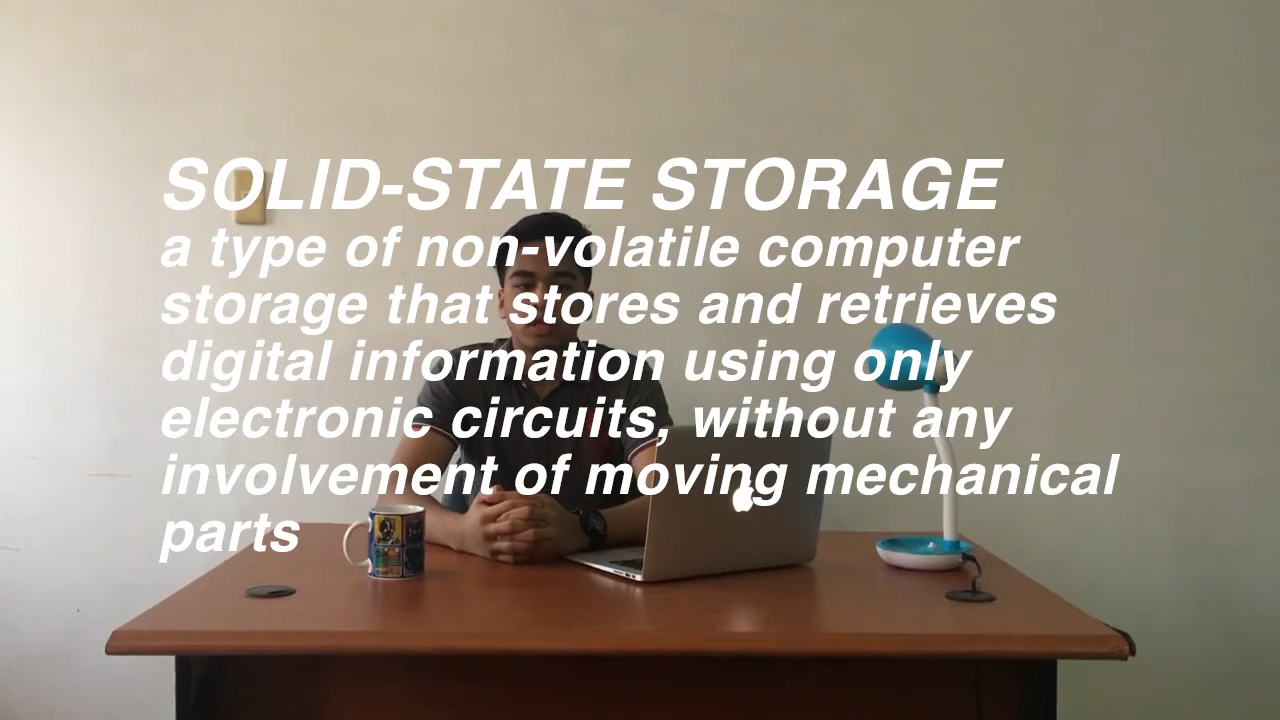 SOLID-STATE STORAGE
a type of non-volatile computer
storage that stores and retrieves
digital information using only
electronic circuits, without any
involvement of moving mechanical
parts